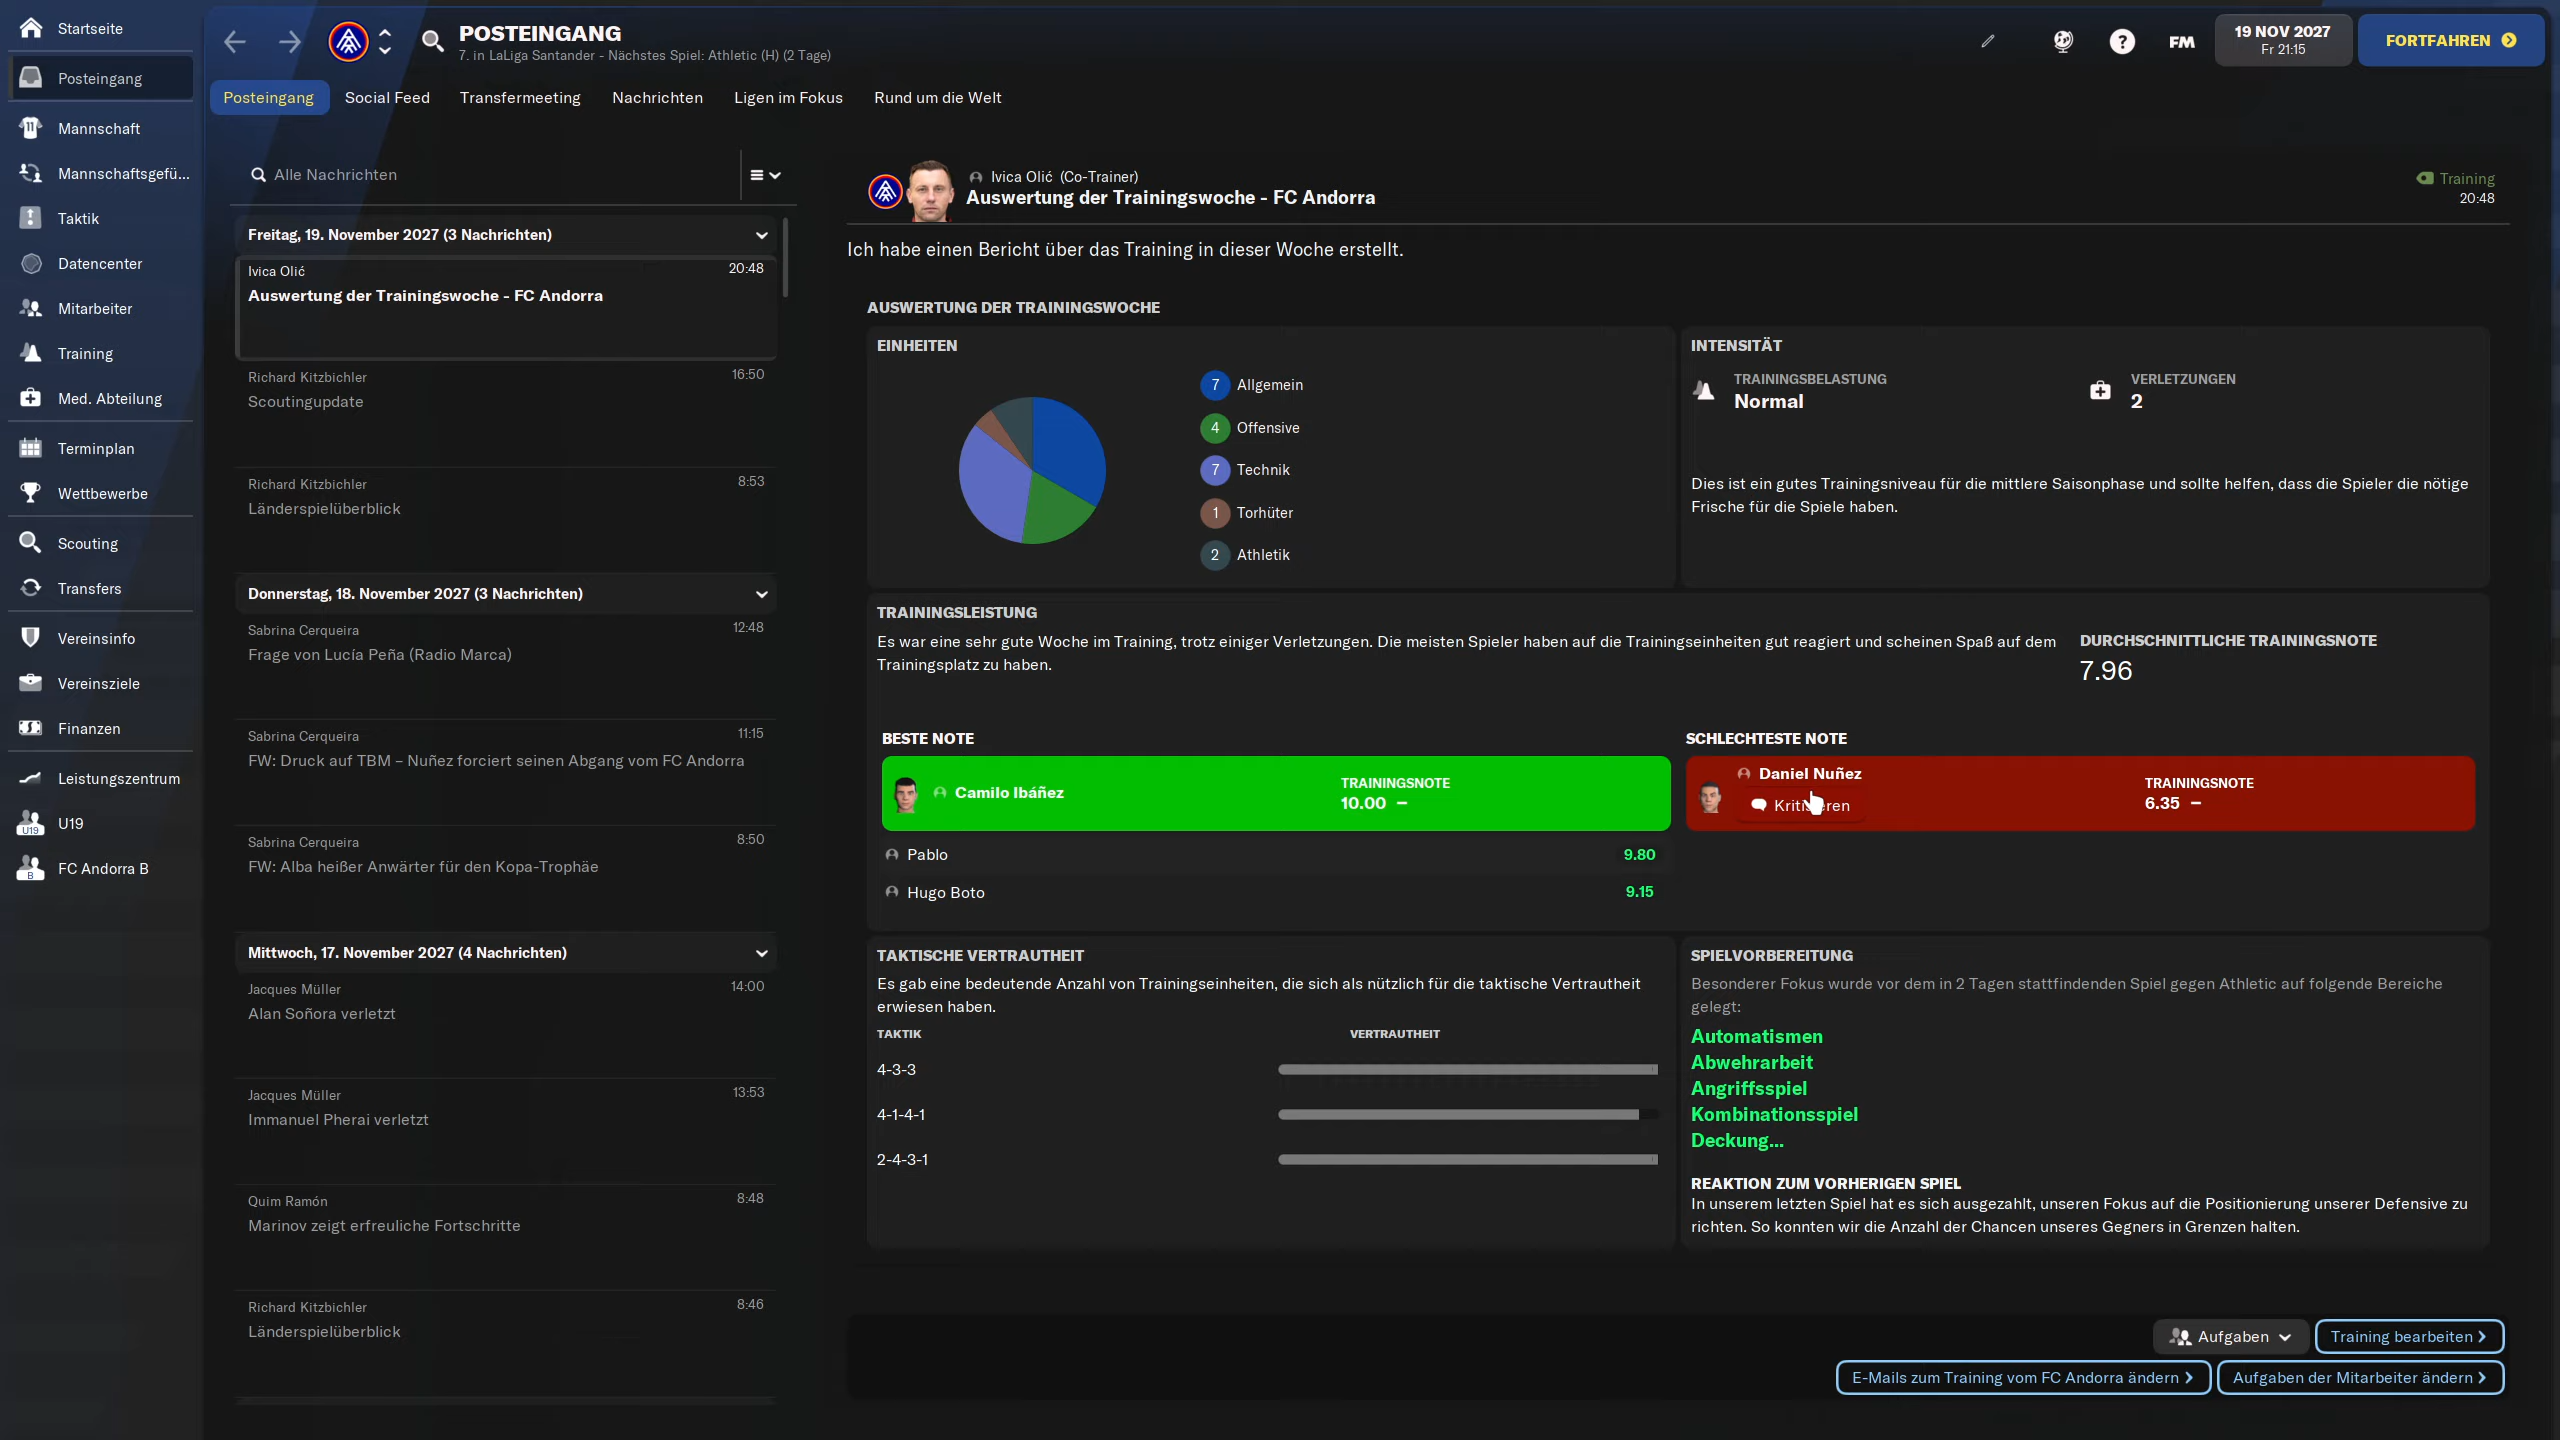 Startseite
Posteingang
Mannschaft
Mannschaftsgefü...
Taktik
Datencenter
Mitarbeiter
Training
Med. Abteilung
Terminplan
Wettbewerbe
Scouting
Transfers
Vereinsinfo
Vereinsziele
Finanzen
Leistungszentrum
U19
U19
B
FC Andorra B
POSTEINGANG
7. in LaLiga Santander - Nächstes Spiel: Athletic (H) (2 Tage)
FM
19 NOV 2027
Fr 21:15
FORTFAHREN
Posteingang
Social Feed
Transfermeeting
Nachrichten
Ligen im Fokus
Rund um die Welt
Alle Nachrichten
Freitag, 19. November 2027 (3 Nachrichten)
Ivica Olić 20:48
Auswertung der Trainingswoche - FC Andorra
Richard Kitzbichler 16:50
Scoutingupdate
Richard Kitzbichler 8:53
Länderspielüberblick
Donnerstag, 18. November 2027 (3 Nachrichten)
Sabrina Cerqueira 12:48
Frage von Lucía Peña (Radio Marca)
Sabrina Cerqueira 11:15
FW: Druck auf TBM – Nuñez forciert seinen Abgang vom FC Andorra
Sabrina Cerqueira 8:50
FW: Alba heißer Anwärter für den Kopa-Trophäe
Mittwoch, 17. November 2027 (4 Nachrichten)
Jacques Müller 14:00
Alan Soñora verletzt
Jacques Müller 13:53
Immanuel Pherai verletzt
Quim Ramón 8:48
Marinov zeigt erfreuliche Fortschritte
Richard Kitzbichler 8:46
Länderspielüberblick
Ivica Olić (Co-Trainer)
Auswertung der Trainingswoche - FC Andorra
Training
20:48
Ich habe einen Bericht über das Training in dieser Woche erstellt.
AUSWERTUNG DER TRAININGSWOCHE
EINHEITEN
7 Allgemein
4 Offensive
7 Technik
1 Torhüter
2 Athletik
INTENSITÄT
TRAININGSBELASTUNG
Normal
VERLETZUNGEN
2
Dies ist ein gutes Trainingsniveau für die mittlere Saisonphase und sollte helfen, dass die Spieler die nötige
Frische für die Spiele haben.
TRAININGSLEISTUNG
Es war eine sehr gute Woche im Training, trotz einiger Verletzungen. Die meisten Spieler haben auf die Trainingseinheiten gut reagiert und scheinen Spaß auf dem
Trainingsplatz zu haben.
DURCHSCHNITTLICHE TRAININGSNOTE
7.96
BESTE NOTE
Camilo Ibáñez
TRAININGSNOTE
10.00 –
Pablo 9.80
Hugo Boto 9.15
SCHLECHTESTE NOTE
Daniel Nuñez
TRAININGSNOTE
6.35 –
TAKTISCHE VERTRAUTHEIT
Es gab eine bedeutende Anzahl von Trainingseinheiten, die sich als nützlich für die taktische Vertrautheit
erwiesen haben.
TAKTIK VERTRAUTHEIT
4-3-3
4-1-4-1
2-4-3-1
SPIELVORBEREITUNG
Besonderer Fokus wurde vor dem in 2 Tagen stattfindenden Spiel gegen Athletic auf folgende Bereiche
gelegt:
Automatismen
Abwehrarbeit
Angriffsspiel
Kombinationsspiel
Deckung...
REAKTION ZUM VORHERIGEN SPIEL
In unserem letzten Spiel hat es sich ausgezahlt, unseren Fokus auf die Positionierung unserer Defensive zu
richten. So konnten wir die Anzahl der Chancen unseres Gegners in Grenzen halten.
Aufgaben
Training bearbeiten
E-Mails zum Training vom FC Andorra ändern
Aufgaben der Mitarbeiter ändern